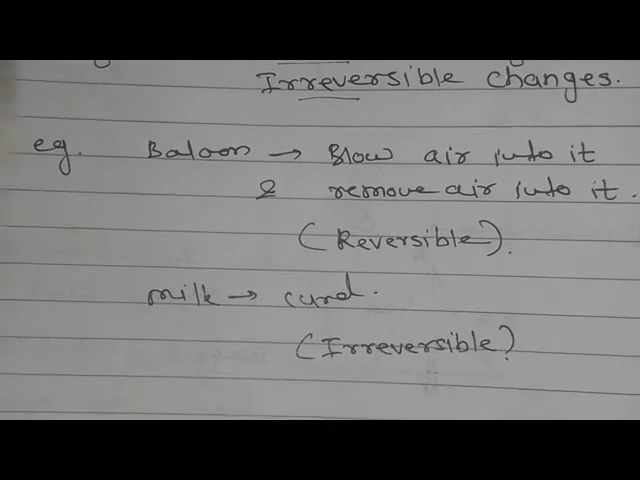 Irreversible changes.
eg. Baloon → Blow air into it
& remove air into it.
(Reversible).
milk → curd.
(Irreversible)